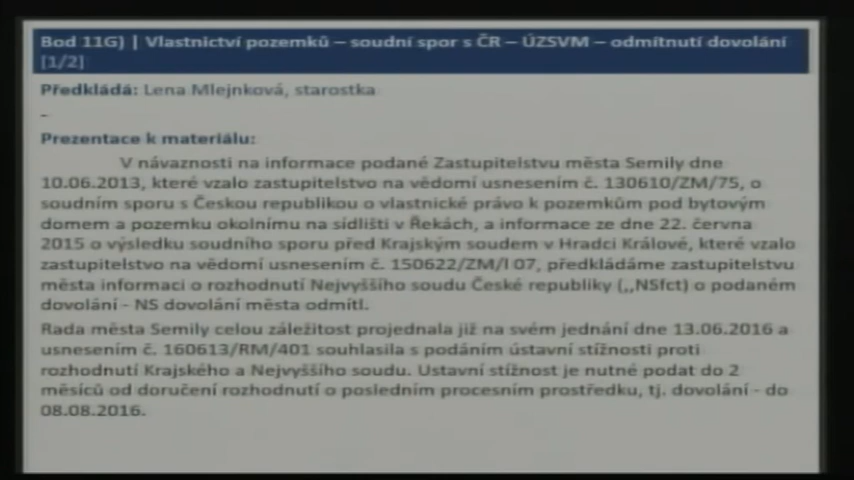 Bod 11G) | Vlastnictví pozemků – soudní spor s ČR – ÚZSVM – odmítnutí dovolání
[1/2]
Předkládá: Lena Mlejnková, starostka
-
Prezentace k materiálu:
V návaznosti na informace podané Zastupitelstvu města Semily dne
10.06.2013, které vzalo zastupitelstvo na vědomí usnesením č. 130610/ZM/75, o
soudním sporu s Českou republikou o vlastnické právo k pozemkům pod bytovým
domem a pozemku okolnímu na sídlišti v Řekách, a informace ze dne 22. června
2015 o výsledku soudního sporu před Krajským soudem v Hradci Králové, které vzalo
zastupitelstvo na vědomí usnesením č. 150622/ZM/l 07, předkládáme zastupitelstvu
města informaci o rozhodnutí Nejvyššího soudu České republiky (,,NSfct) o podaném
dovolání - NS dovolání města odmítl.
Rada města Semily celou záležitost projednala již na svém jednání dne 13.06.2016 a
usnesením č. 160613/RM/401 souhlasila s podáním ústavní stížnosti proti
rozhodnutí Krajského a Nejvyššího soudu. Ustavní stížnost je nutné podat do 2
měsíců od doručení rozhodnutí o posledním procesním prostředku, tj. dovolání - do
08.08.2016.